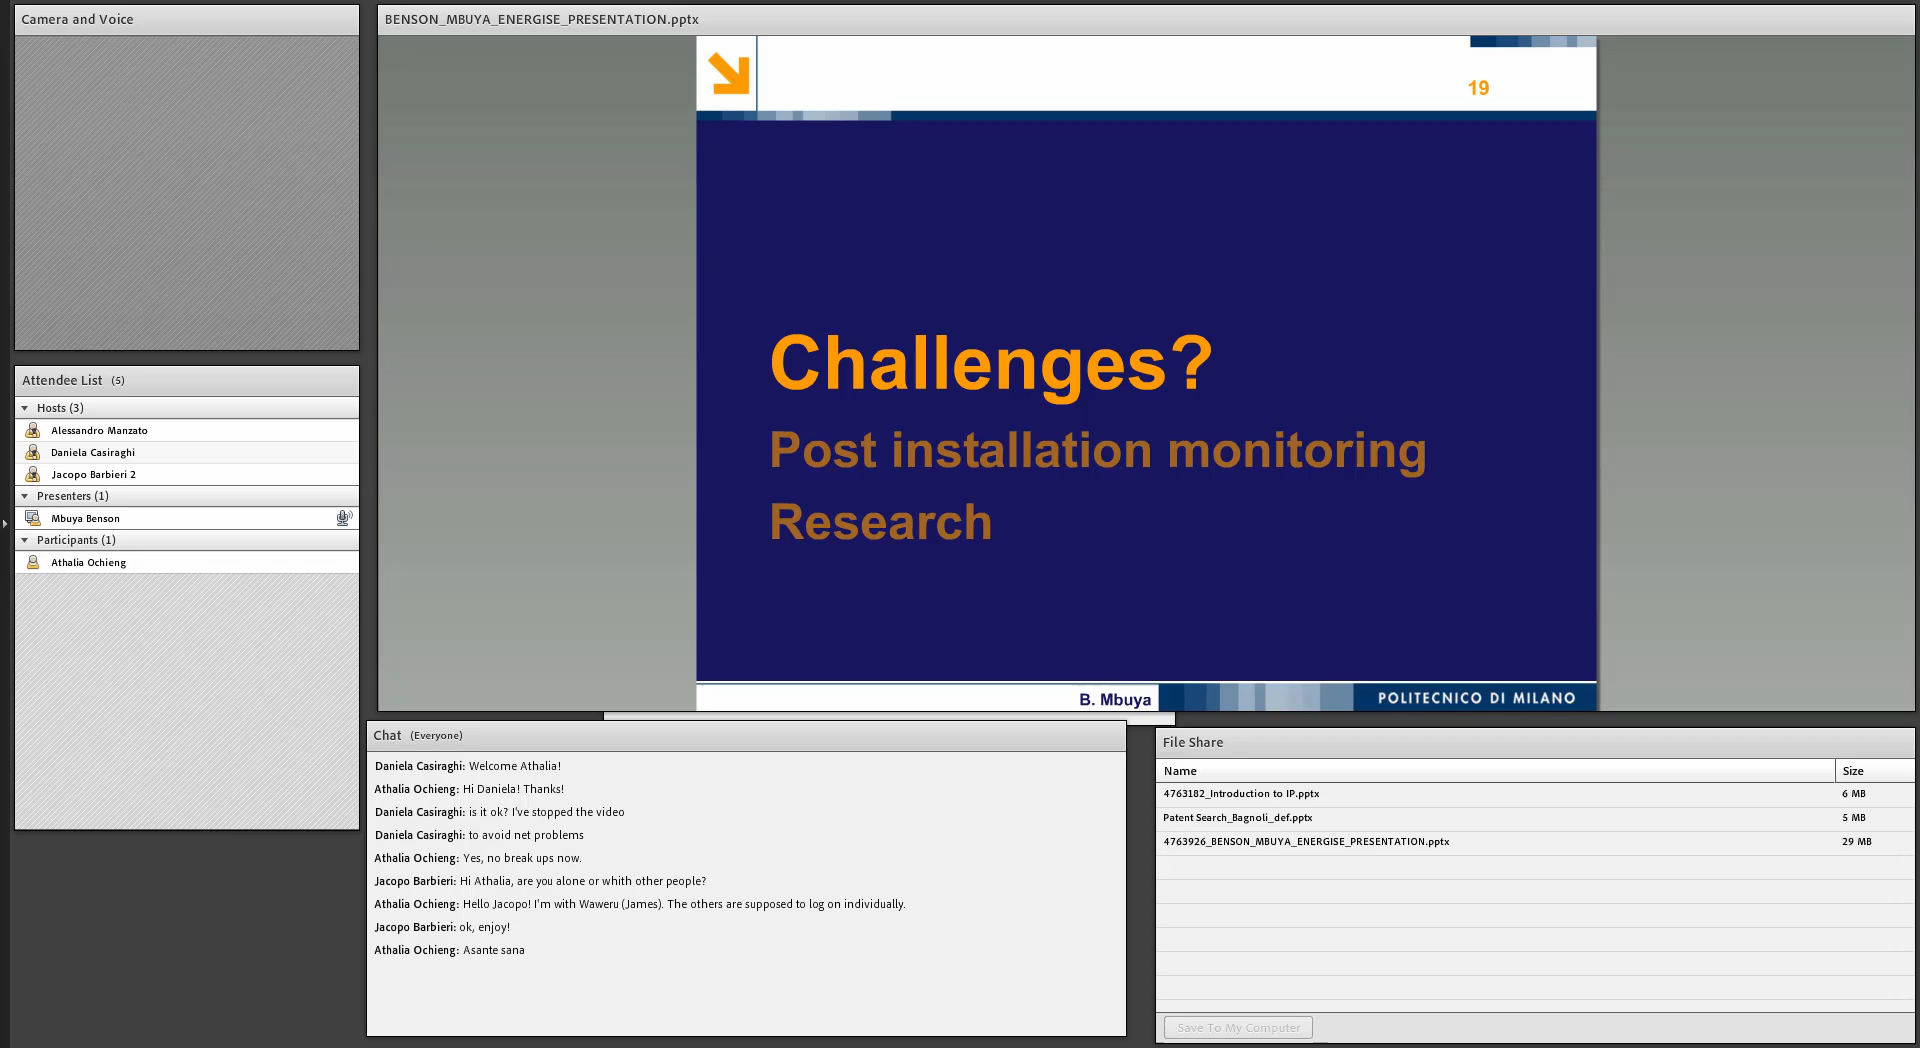 Camera and Voice
BENSON_MBUYA_ENERGISE_PRESENTATION.pptx
19
Challenges?
Post installation monitoring
Research
B. Mbuya
POLITECNICO DI MILANO
Attendee List (5)
Hosts (3)
Alessandro Manzato
Daniela Casiraghi
Jacopo Barbieri 2
Presenters (1)
Mbuya Benson
Participants (1)
Athalia Ochieng
Chat (Everyone)
Daniela Casiraghi: Welcome Athalia!
Athalia Ochieng: Hi Daniela! Thanks!
Daniela Casiraghi: is it ok? I've stopped the video
Daniela Casiraghi: to avoid net problems
Athalia Ochieng: Yes, no break ups now.
Jacopo Barbieri: Hi Athalia, are you alone or whith other people?
Athalia Ochieng: Hello Jacopo! I'm with Waweru (James). The others are supposed to log on individually.
Jacopo Barbieri: ok, enjoy!
Athalia Ochieng: Asante sana
File Share
Name Size
4763182_Introduction to IP.pptx 6 MB
Patent Search_Bagnoli_def.pptx 5 MB
4763926_BENSON_MBUYA_ENERGISE_PRESENTATION.pptx 29 MB
Save To My Computer